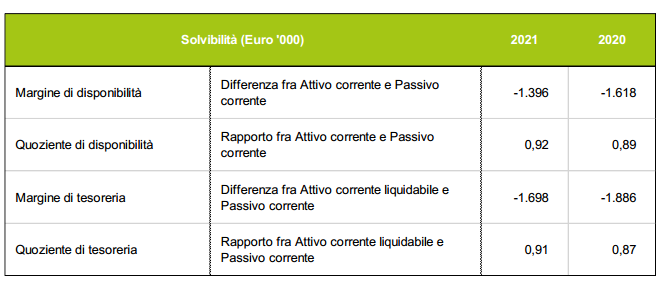 Solvibilità (Euro '000) 2021 2020
Margine di disponibilità Differenza fra Attivo corrente e Passivo corrente -1.396 -1.618
Quoziente di disponibilità Rapporto fra Attivo corrente e Passivo corrente 0,92 0,89
Margine di tesoreria Differenza fra Attivo corrente liquidabile e Passivo corrente -1.698 -1.886
Quoziente di tesoreria Rapporto fra Attivo corrente liquidabile e Passivo corrente 0,91 0,87